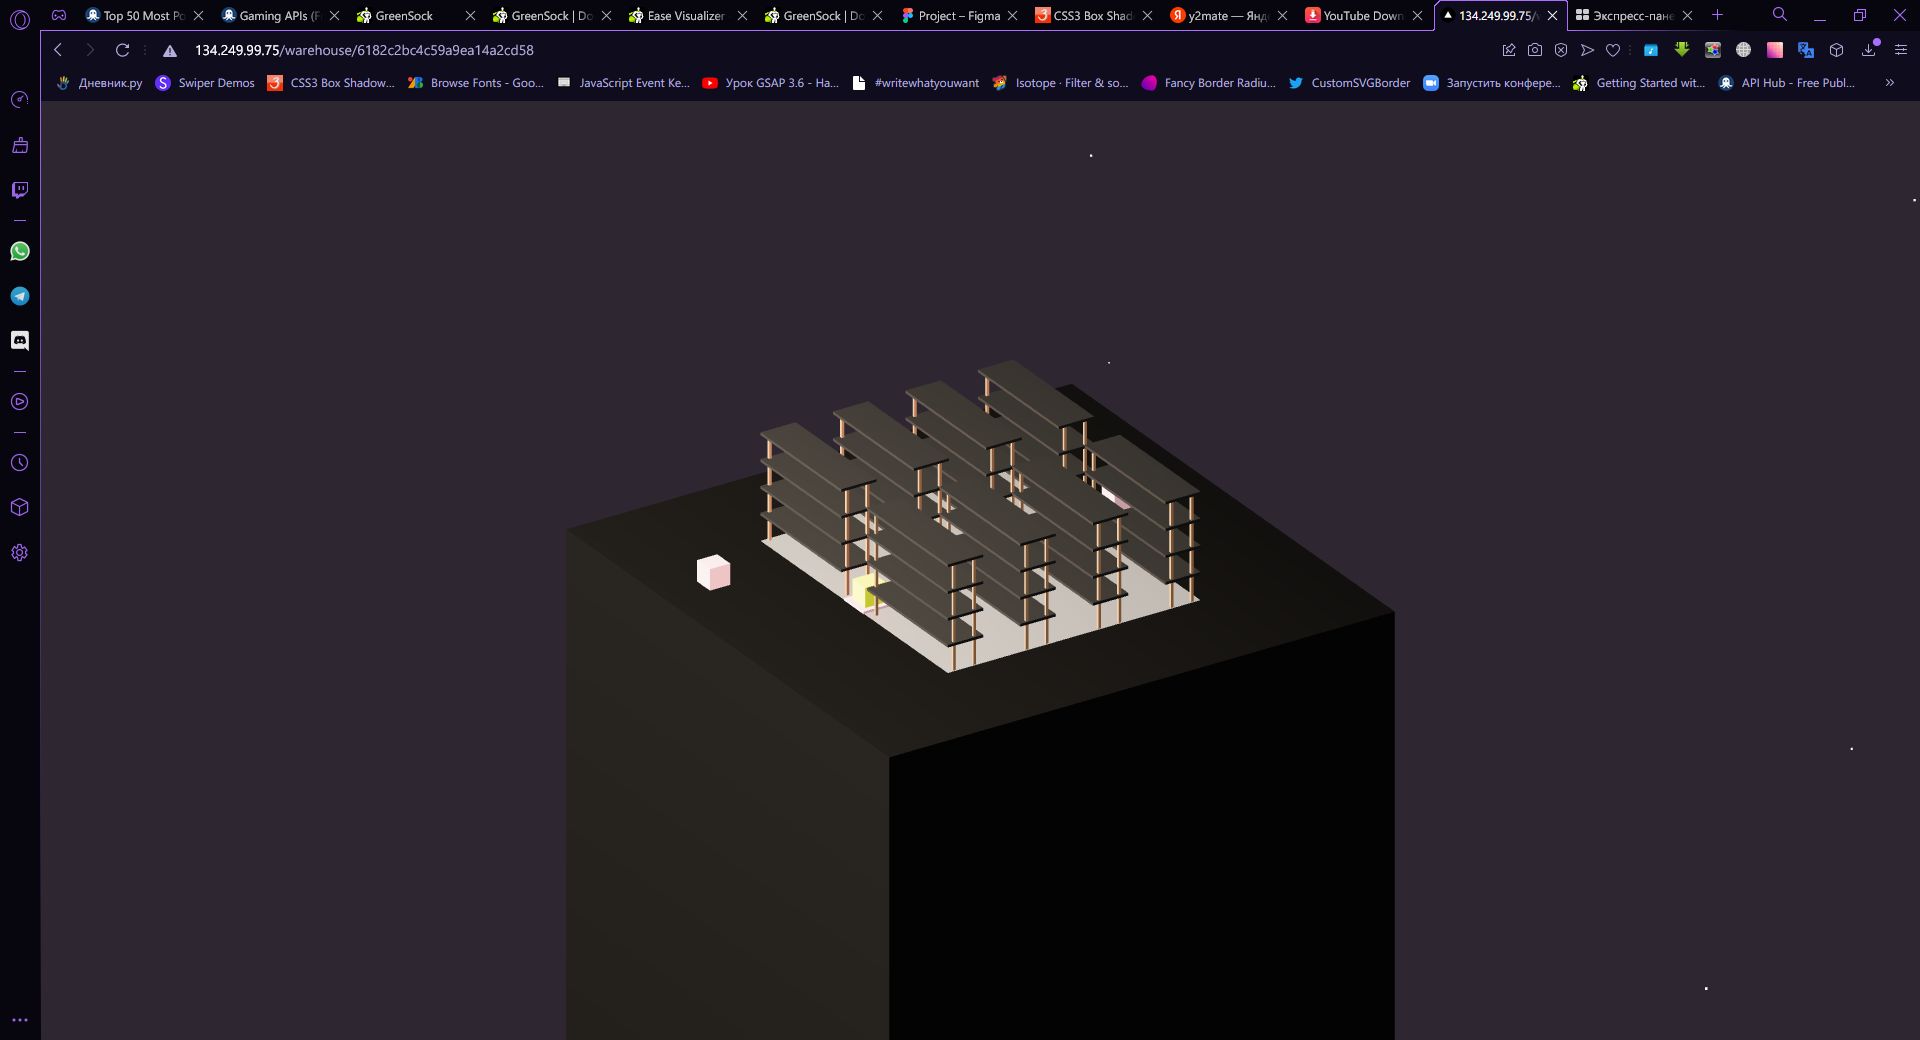 Top 50 Most Po
Gaming APIs (F
GreenSock
GreenSock | Do
Ease Visualizer
GreenSock | Do
Project – Figma
CSS3 Box Shad
y2mate — Янд
YouTube Down
134.249.99.75/
Экспресс-пане
134.249.99.75/warehouse/6182c2bc4c59a9ea14a2cd58
Дневник.ру
Swiper Demos
CSS3 Box Shadow...
Browse Fonts - Goo...
JavaScript Event Ke...
Урок GSAP 3.6 - На...
#writewhatyouwant
Isotope · Filter & so...
Fancy Border Radiu...
CustomSVGBorder
Запустить конфере...
Getting Started wit...
API Hub - Free Publ...